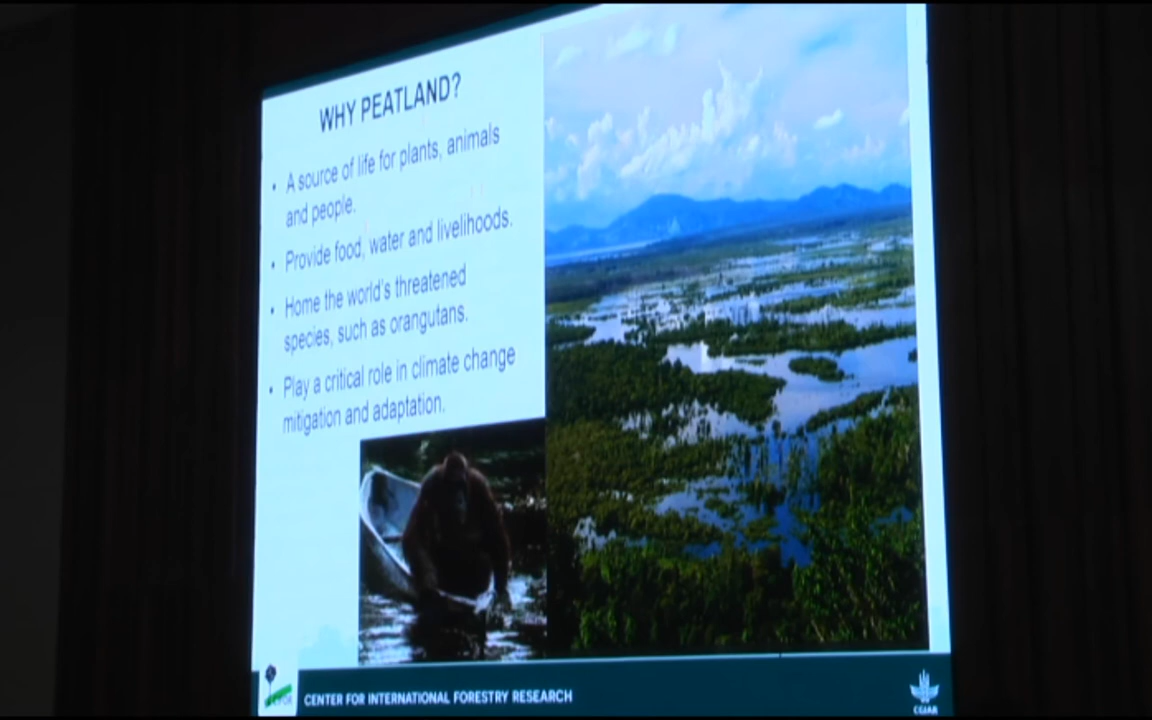 WHY PEATLAND?
• A source of life for plants, animals
and people.
• Provide food, water and livelihoods.
• Home the world's threatened
species, such as orangutans.
• Play a critical role in climate change
mitigation and adaptation.
CENTER FOR INTERNATIONAL FORESTRY RESEARCH
CGIAR